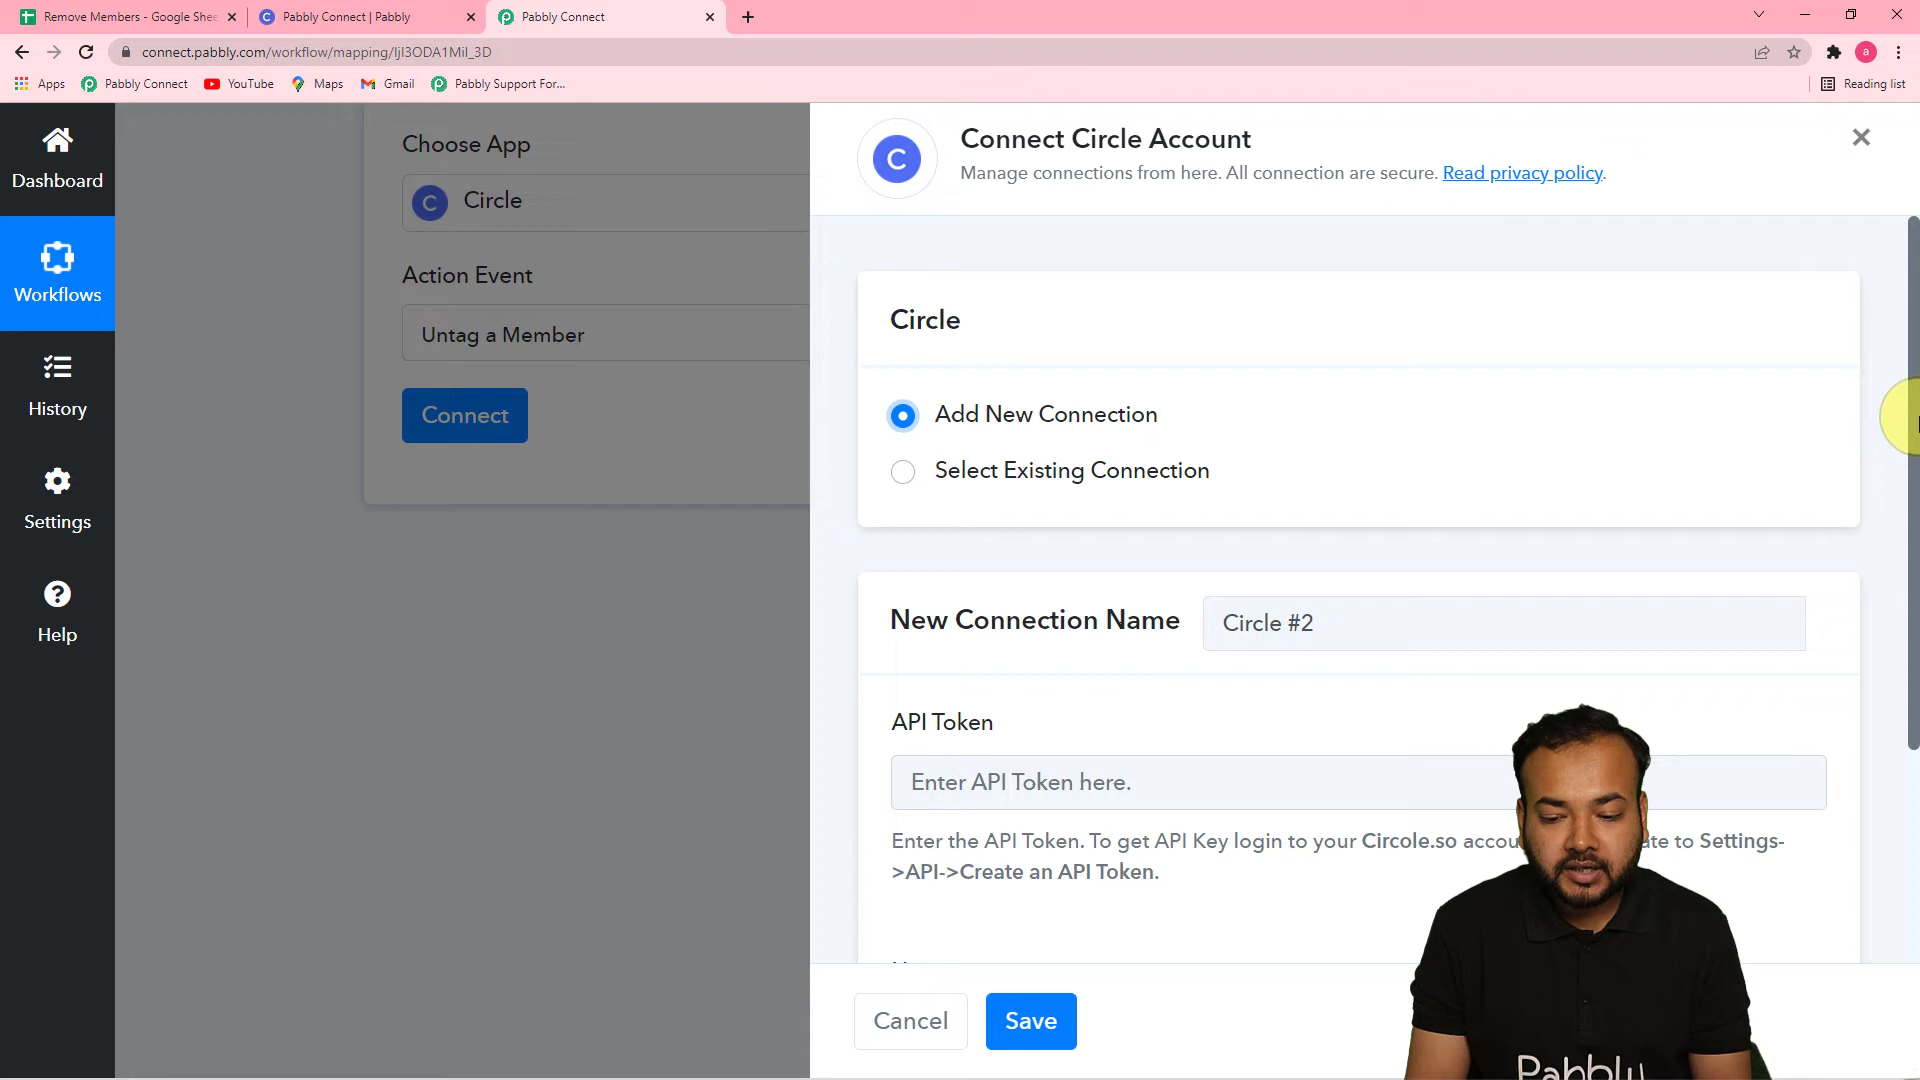 Remove Members - Google Shee
Pabbly Connect | Pabbly
Pabbly Connect
connect.pabbly.com/workflow/mapping/IjI3ODA1MiI_3D
a
Apps
Pabbly Connect
YouTube
Maps
Gmail
Pabbly Support For...
Reading list
Dashboard
Workflows
History
Settings
Help
Choose App
C
Circle
Action Event
Untag a Member
Connect
C
Connect Circle Account
Manage connections from here. All connection are secure. Read privacy policy.
Circle
Add New Connection
Select Existing Connection
New Connection Name
Circle #2
API Token
Enter API Token here.
Enter the API Token. To get API Key login to your Circole.so to Settings-
>API->Create an API Token.
Cancel
Save
Pabbly